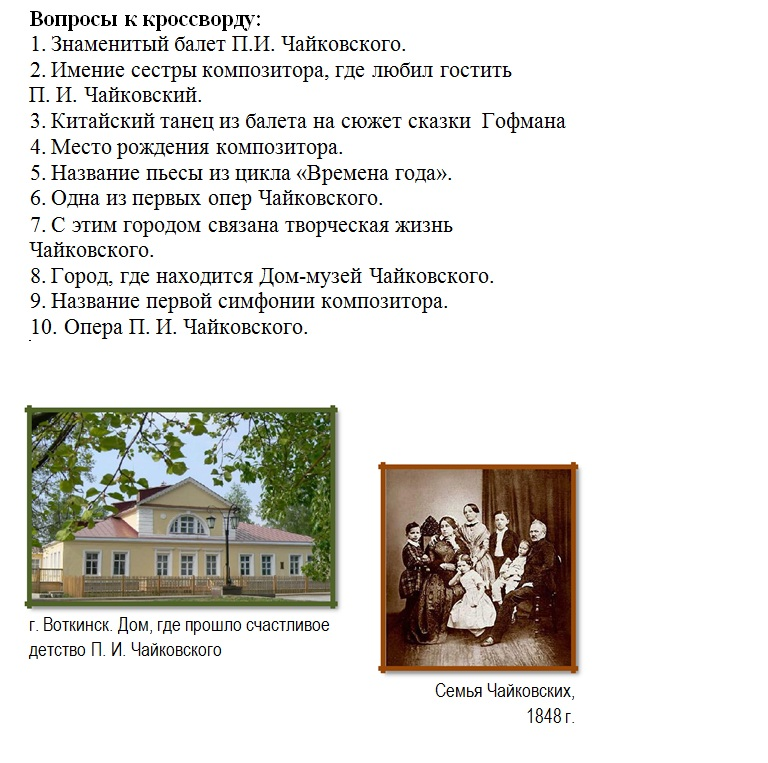 Вопросы к кроссворду:
1. Знаменитый балет П.И. Чайковского.
2. Имение сестры композитора, где любил гостить
П. И. Чайковский.
3. Китайский танец из балета на сюжет сказки Гофмана
4. Место рождения композитора.
5. Название пьесы из цикла «Времена года».
6. Одна из первых опер Чайковского.
7. С этим городом связана творческая жизнь
Чайковского.
8. Город, где находится Дом-музей Чайковского.
9. Название первой симфонии композитора.
10. Опера П. И. Чайковского.
г. Воткинск. Дом, где прошло счастливое
детство П. И. Чайковского
Семья Чайковских,
1848 г.